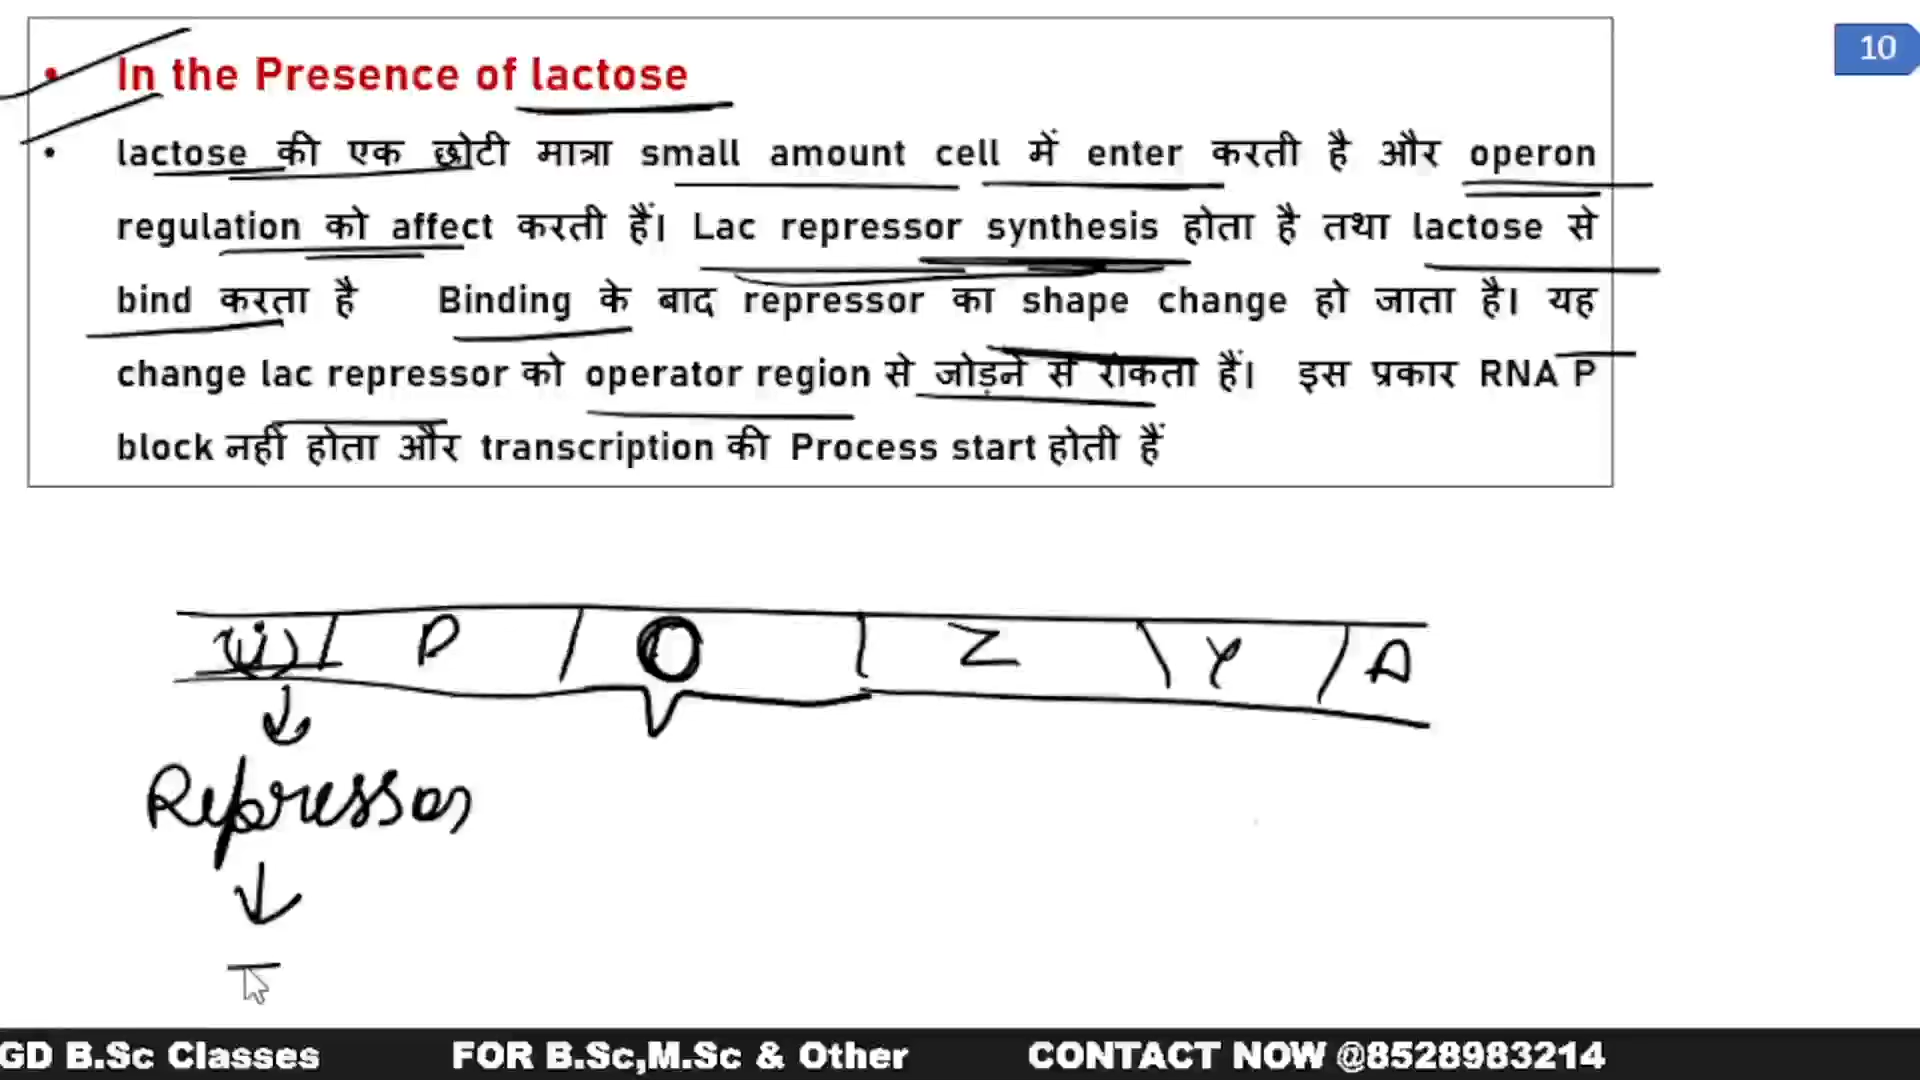 10
• In the Presence of lactose
• lactose की एक छोटी मात्रा small amount cell में enter करती है और operon
regulation को affect करती हैं। Lac repressor synthesis होता है तथा lactose से
bind करता है Binding के बाद repressor का shape change हो जाता है। यह
change lac repressor को operator region से जोड़ने से रोकता हैं। इस प्रकार RNA P
block नहीं होता और transcription की Process start होती हैं
(i) P O Z Y A
Repressor
GD B.Sc Classes FOR B.Sc,M.Sc & Other CONTACT NOW @8528983214